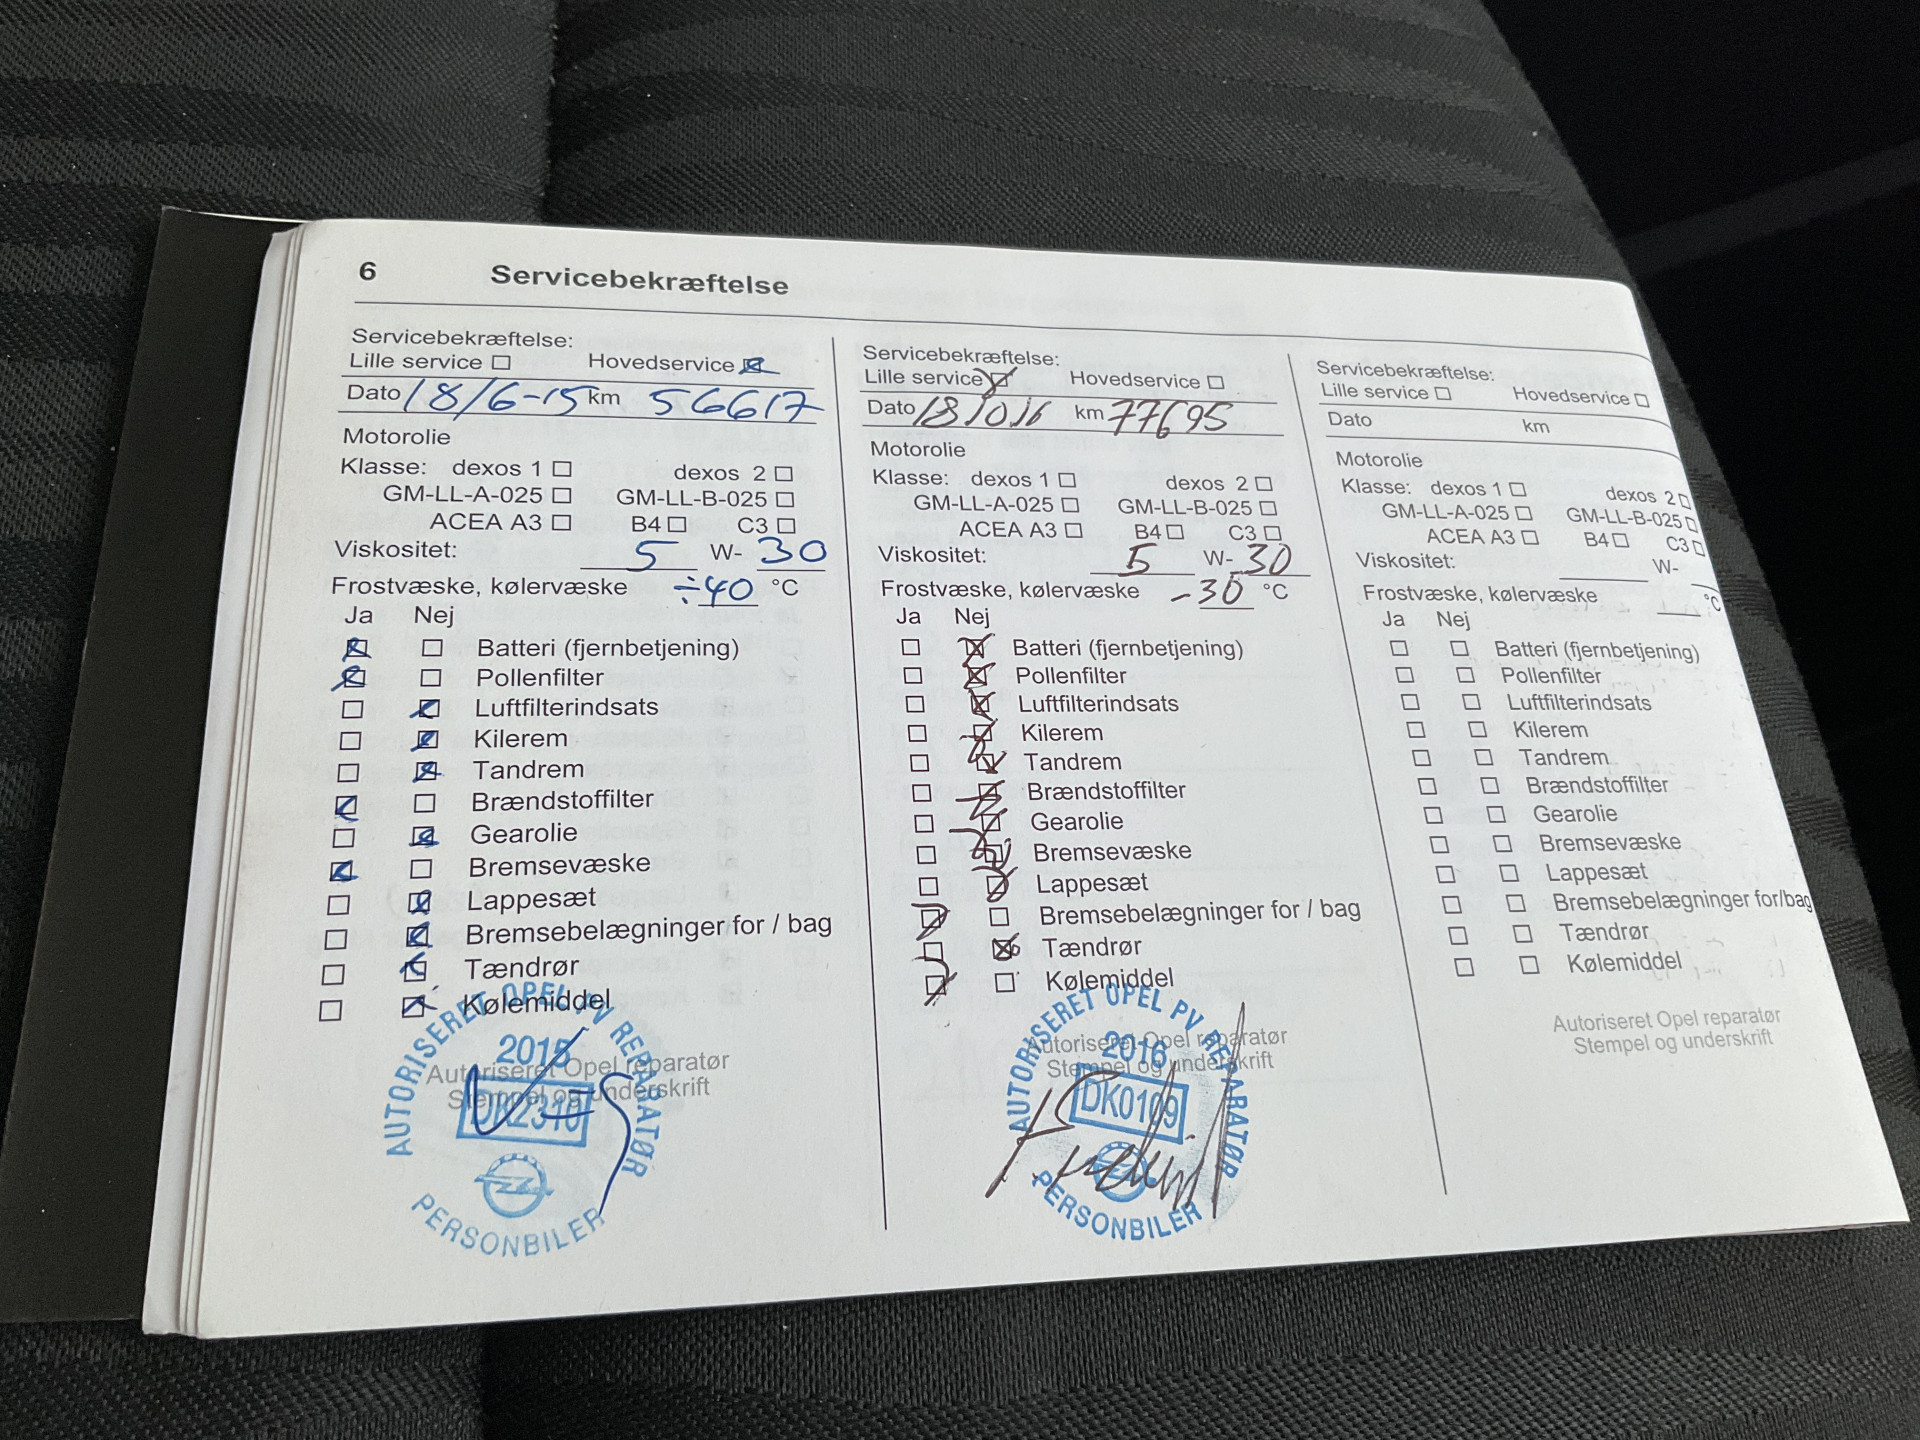 6 Servicebekræftelse
Servicebekræftelse:
Lille service Hovedservice
Dato 18/6-15 km 56617
Motorolie
Klasse: dexos 1 dexos 2
GM-LL-A-025 GM-LL-B-025
ACEA A3 B4 C3
Viskositet: 5 W- 30
Frostvæske, kølervæske ÷40 °C
Ja Nej
Batteri (fjernbetjening)
Pollenfilter
Luftfilterindsats
Kilerem
Tandrem
Brændstoffilter
Gearolie
Bremsevæske
Lappesæt
Bremsebelægninger for / bag
Tændrør
Kølemiddel
Autoriseret Opel reparatør
Stempel og underskrift
AUTORISERET OPEL PV REPARATØR
2015
PERSONBILER
Servicebekræftelse:
Lille service Hovedservice
Dato km 77695
Motorolie
Klasse: dexos 1 dexos 2
GM-LL-A-025 GM-LL-B-025
ACEA A3 B4 C3
Viskositet: 5 W- 30
Frostvæske, kølervæske -30 °C
Ja Nej
Batteri (fjernbetjening)
Pollenfilter
Luftfilterindsats
Kilerem
Tandrem
Brændstoffilter
Gearolie
Bremsevæske
Lappesæt
Bremsebelægninger for / bag
Tændrør
Kølemiddel
Autoriseret Opel reparatør
Stempel og underskrift
AUTORISERET OPEL PV REPARATØR
2016
DK0109
PERSONBILER
Servicebekræftelse:
Lille service Hovedservice
Dato km
Motorolie
Klasse: dexos 1 dexos 2
GM-LL-A-025 GM-LL-B-025
ACEA A3 B4 C3
Viskositet: W-
Frostvæske, kølervæske °C
Ja Nej
Batteri (fjernbetjening)
Pollenfilter
Luftfilterindsats
Kilerem
Tandrem
Brændstoffilter
Gearolie
Bremsevæske
Lappesæt
Bremsebelægninger for/bag
Tændrør
Kølemiddel
Autoriseret Opel reparatør
Stempel og underskrift